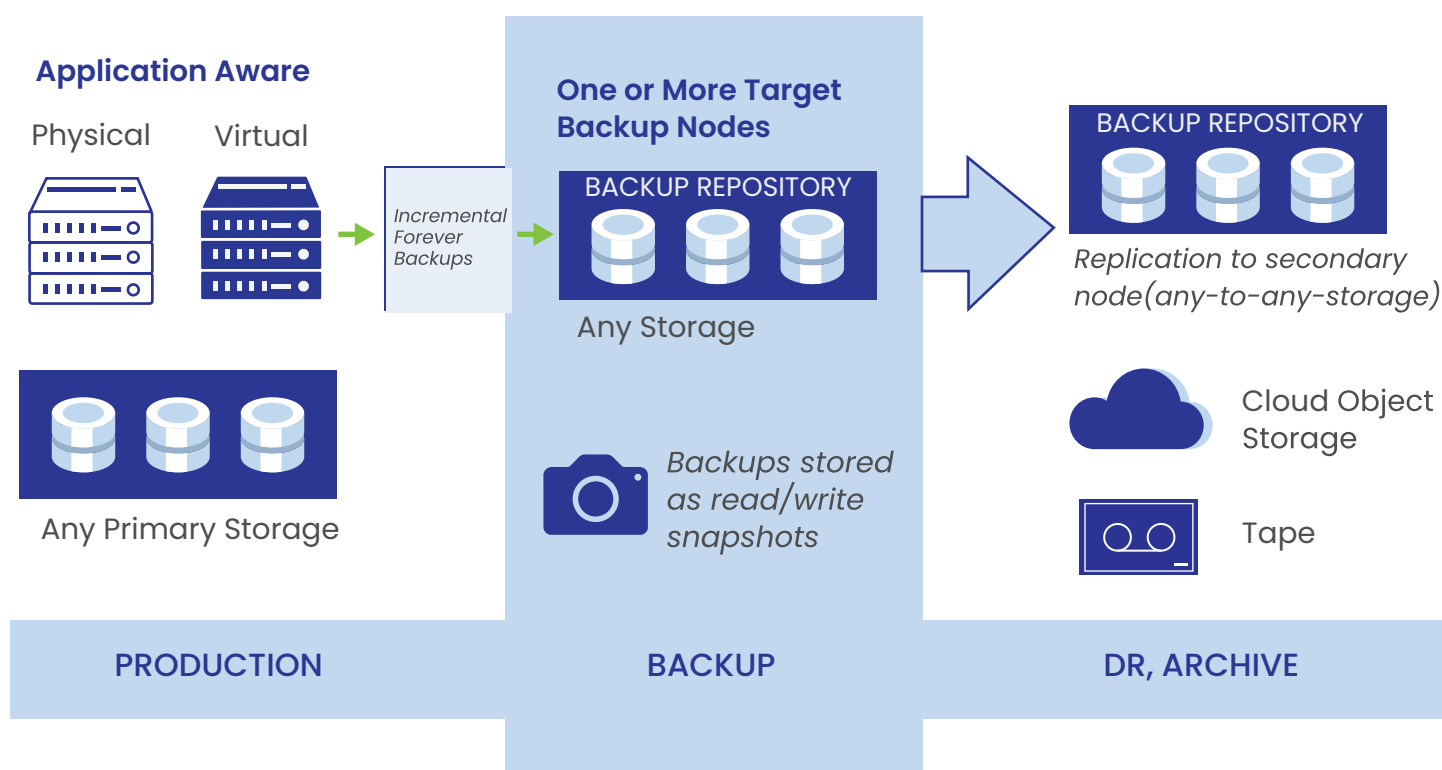 Application Aware
Physical
Virtual
Any Primary Storage
Incremental
Forever
Backups
One or More Target
Backup Nodes
BACKUP REPOSITORY
Any Storage
Backups stored
as read/write
snapshots
BACKUP REPOSITORY
Replication to secondary
node(any-to-any-storage)
Cloud Object
Storage
Tape
PRODUCTION
BACKUP
DR, ARCHIVE